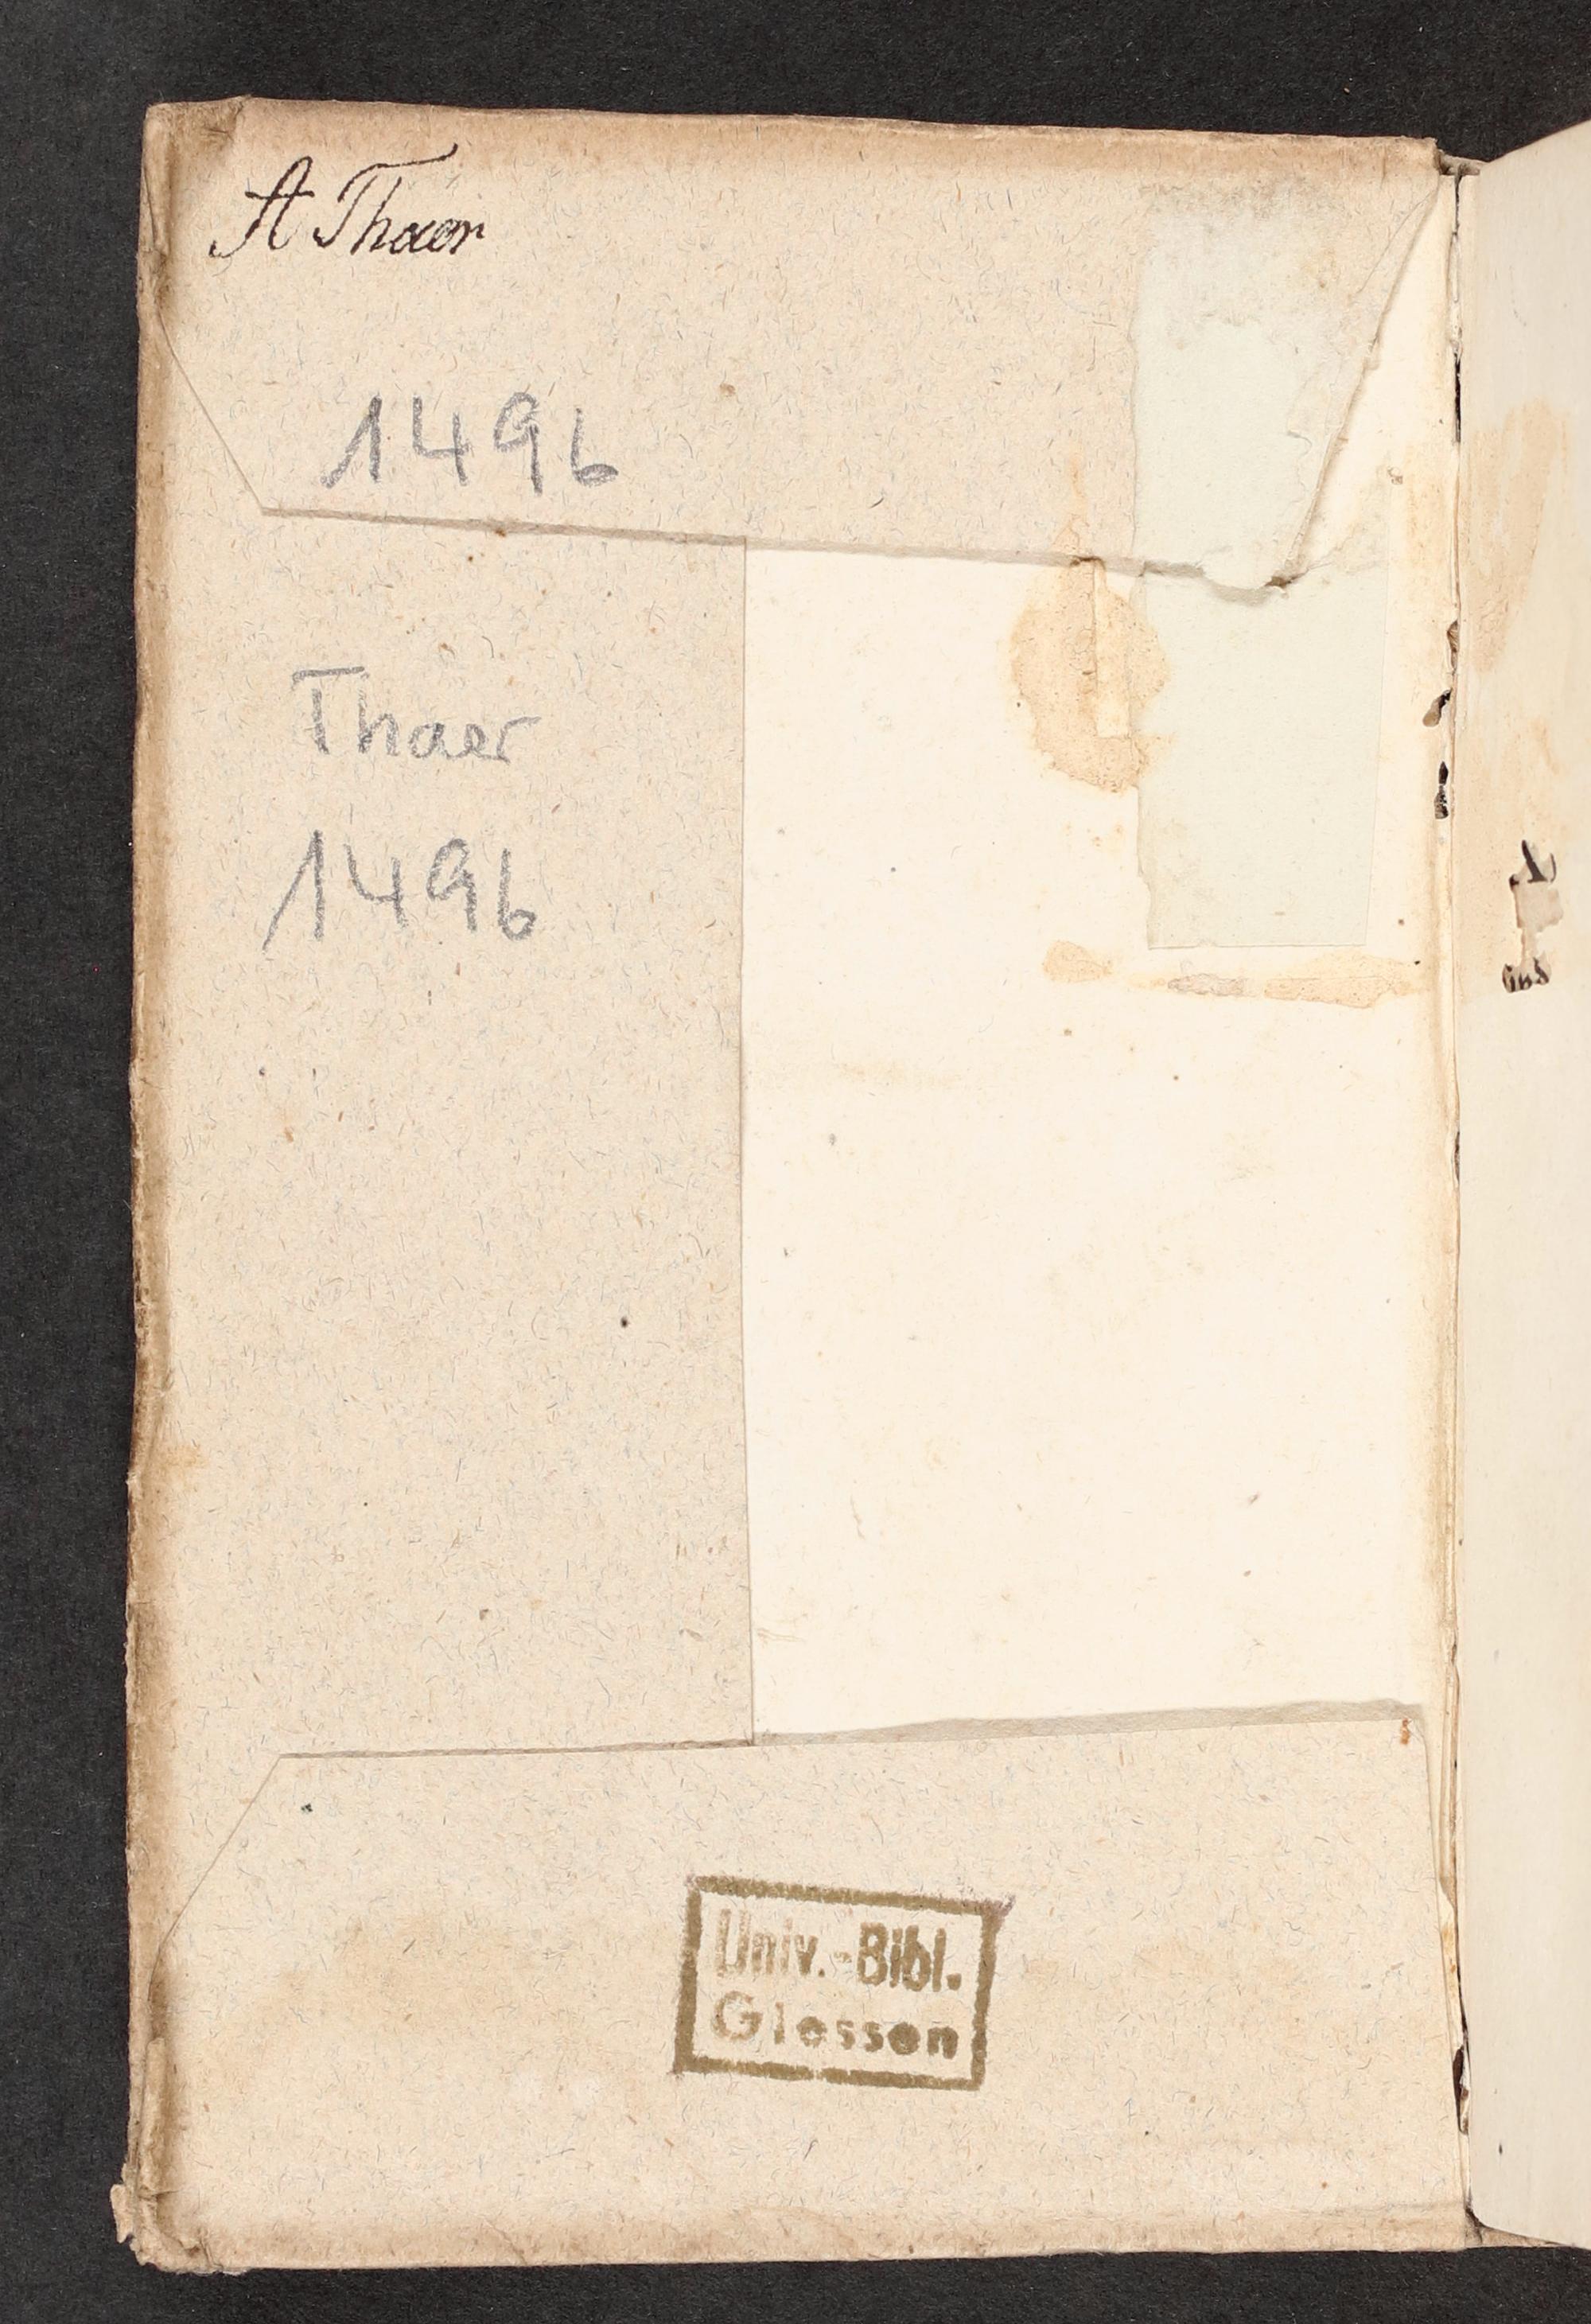 A Thaer
1496
Thaer
1496
Univ.-Bibl.
Giessen